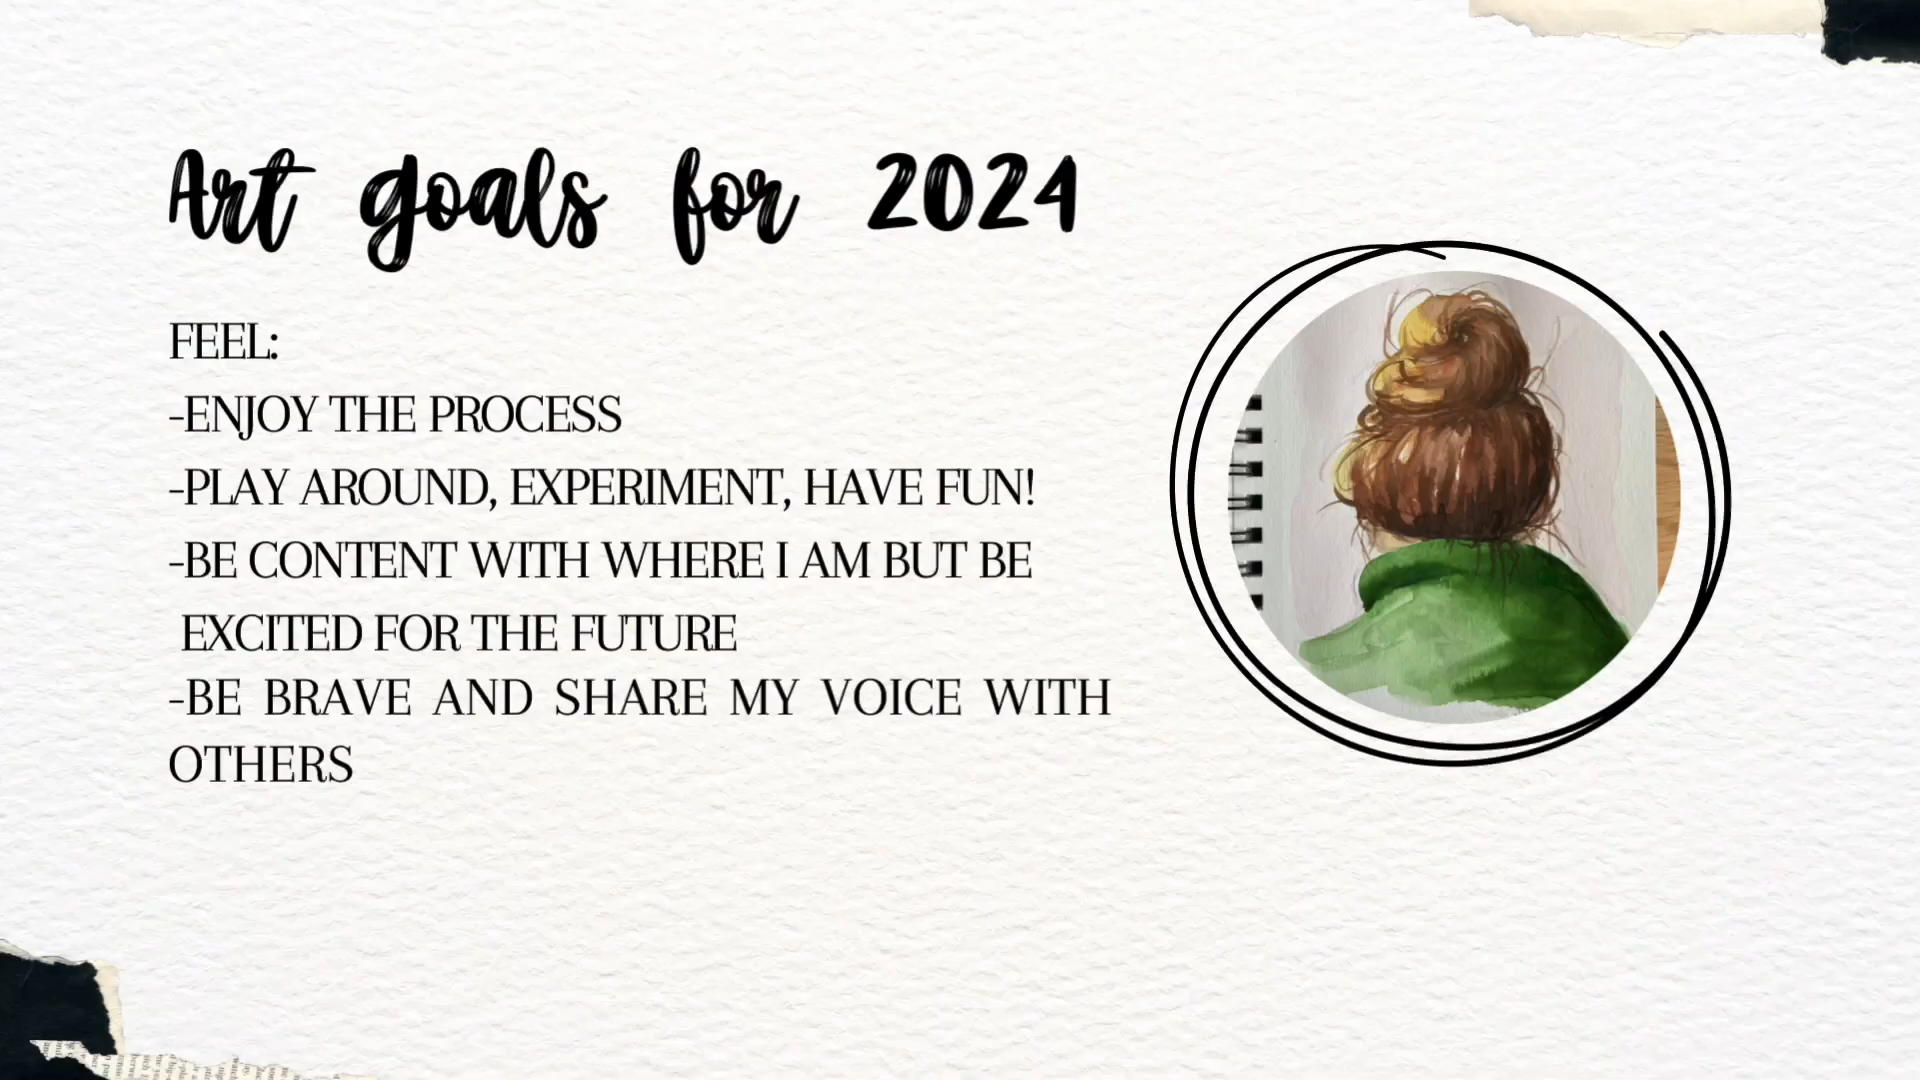 Art goals for 2024
FEEL:
-ENJOY THE PROCESS
-PLAY AROUND, EXPERIMENT, HAVE FUN!
-BE CONTENT WITH WHERE I AM BUT BE
EXCITED FOR THE FUTURE
-BE BRAVE AND SHARE MY VOICE WITH
OTHERS